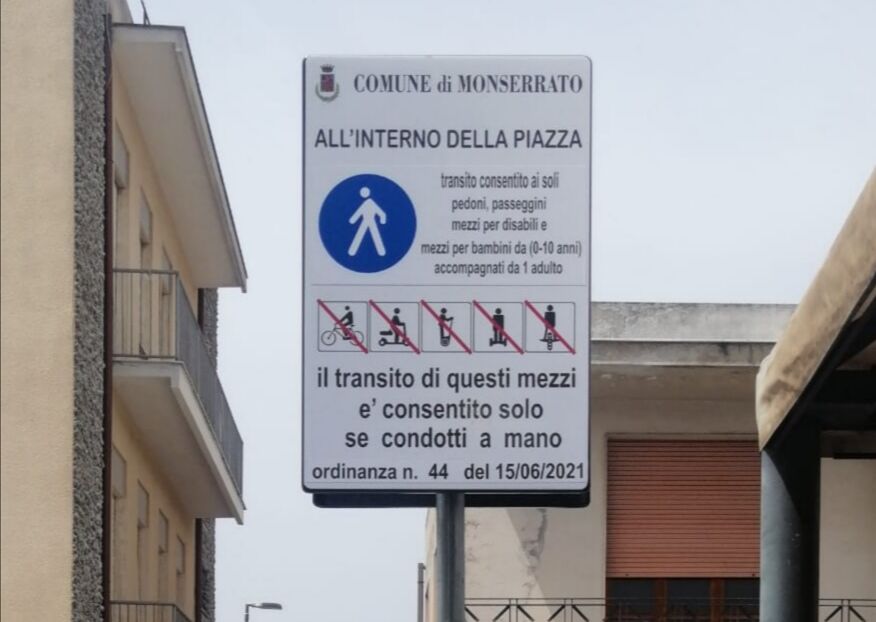 COMUNE di MONSERRATO
ALL'INTERNO DELLA PIAZZA
transito consentito ai soli
pedoni, passeggini
mezzi per disabili e
mezzi per bambini da (0-10 anni)
accompagnati da 1 adulto
il transito di questi mezzi
e' consentito solo
se condotti a mano
ordinanza n. 44 del 15/06/2021